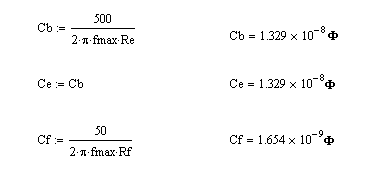 Cb := 500 / 2·π·fmax·Re    Cb = 1.329 × 10⁻⁸ Ф
Ce := Cb    Ce = 1.329 × 10⁻⁸ Ф
Cf := 50 / 2·π·fmax·Rf    Cf = 1.654 × 10⁻⁹ Ф